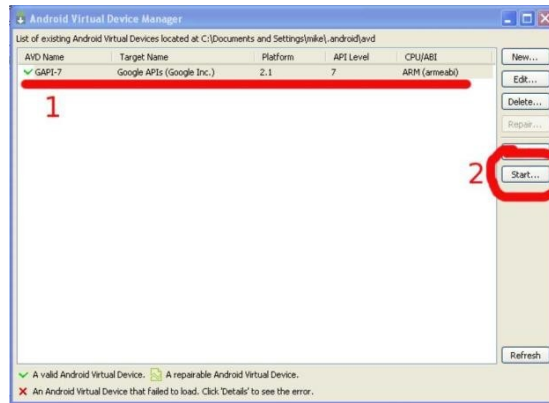 Android Virtual Device Manager
List of existing Android Virtual Devices located at C:\Documents and Settings\mike\.android\avd
AVD Name Target Name Platform API Level CPU/ABI
GAPI-7 Google APIs (Google Inc.) 2.1 7 ARM (armeabi)
1
2
New...
Edit...
Delete...
Repair...
Start...
Refresh
A valid Android Virtual Device. A repairable Android Virtual Device.
An Android Virtual Device that failed to load. Click 'Details' to see the error.